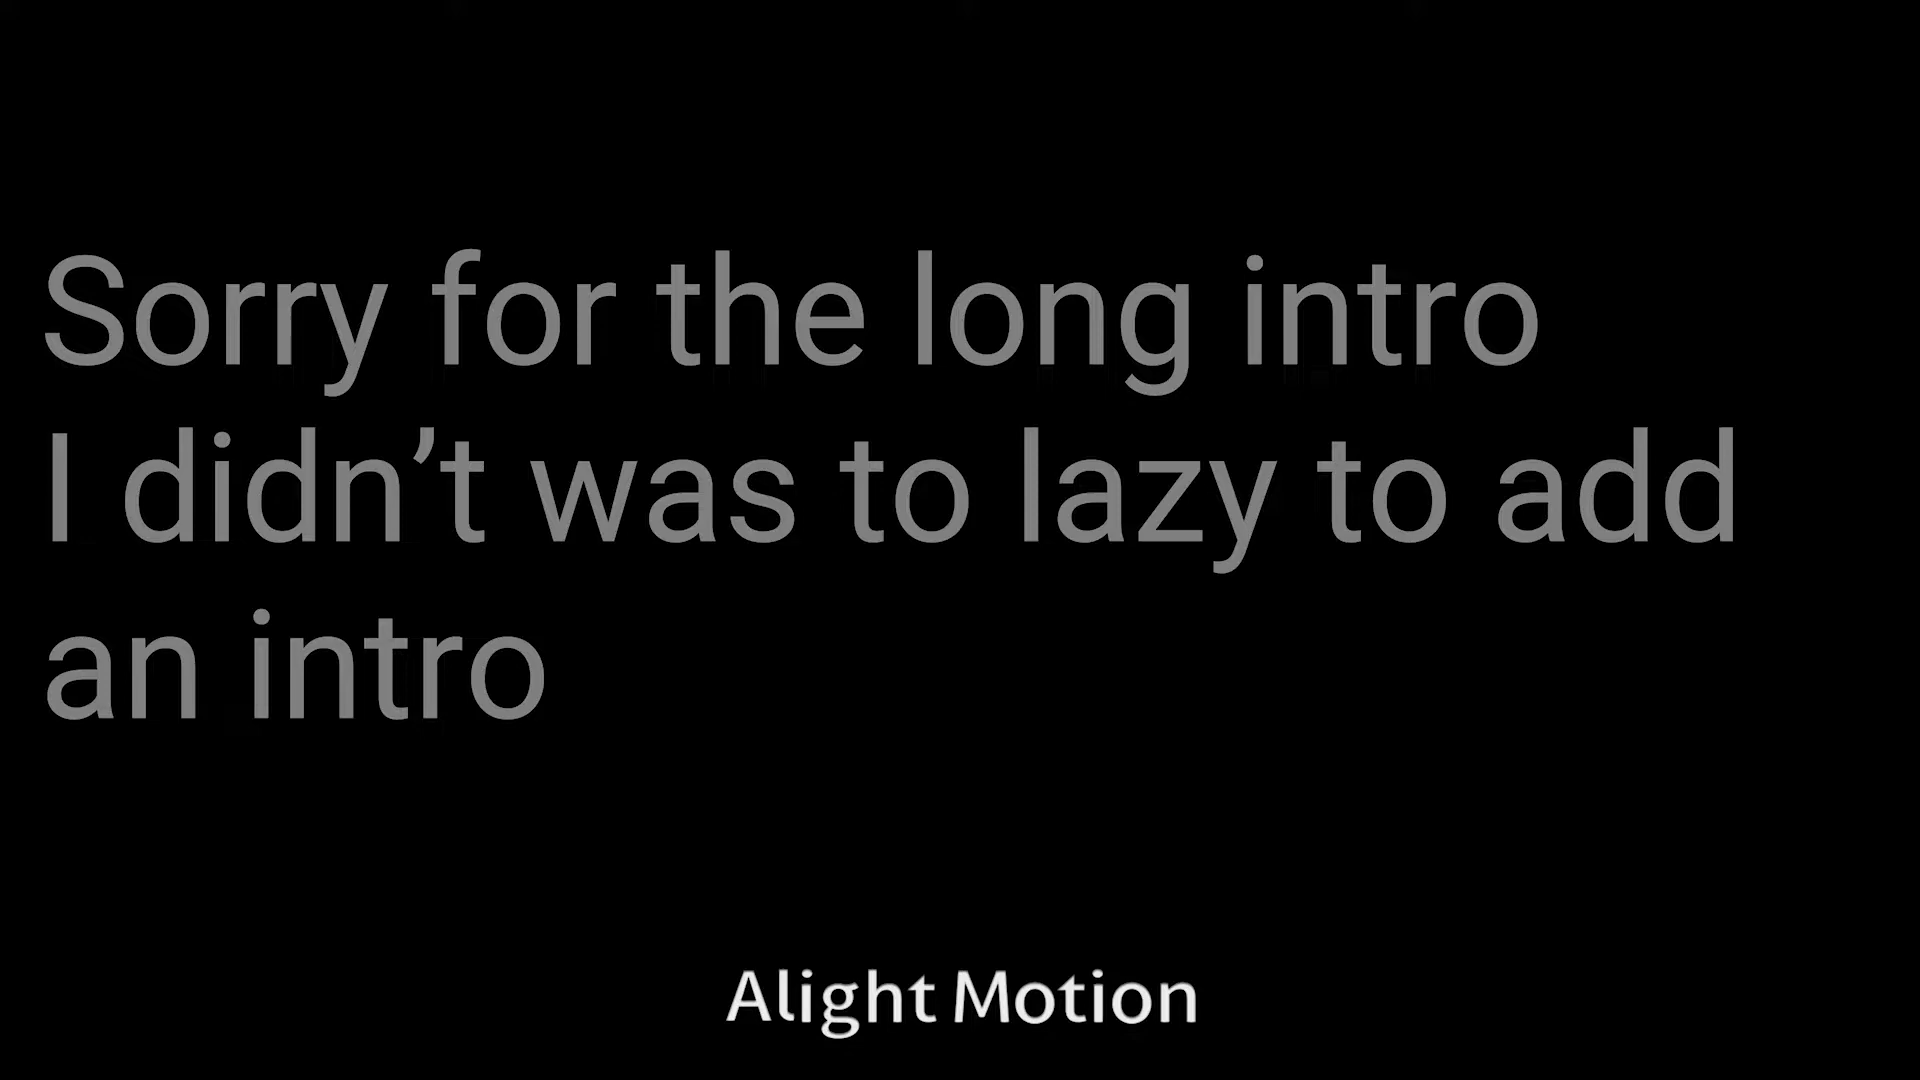 Sorry for the long intro
I didn’t was to lazy to add
an intro
Alight Motion